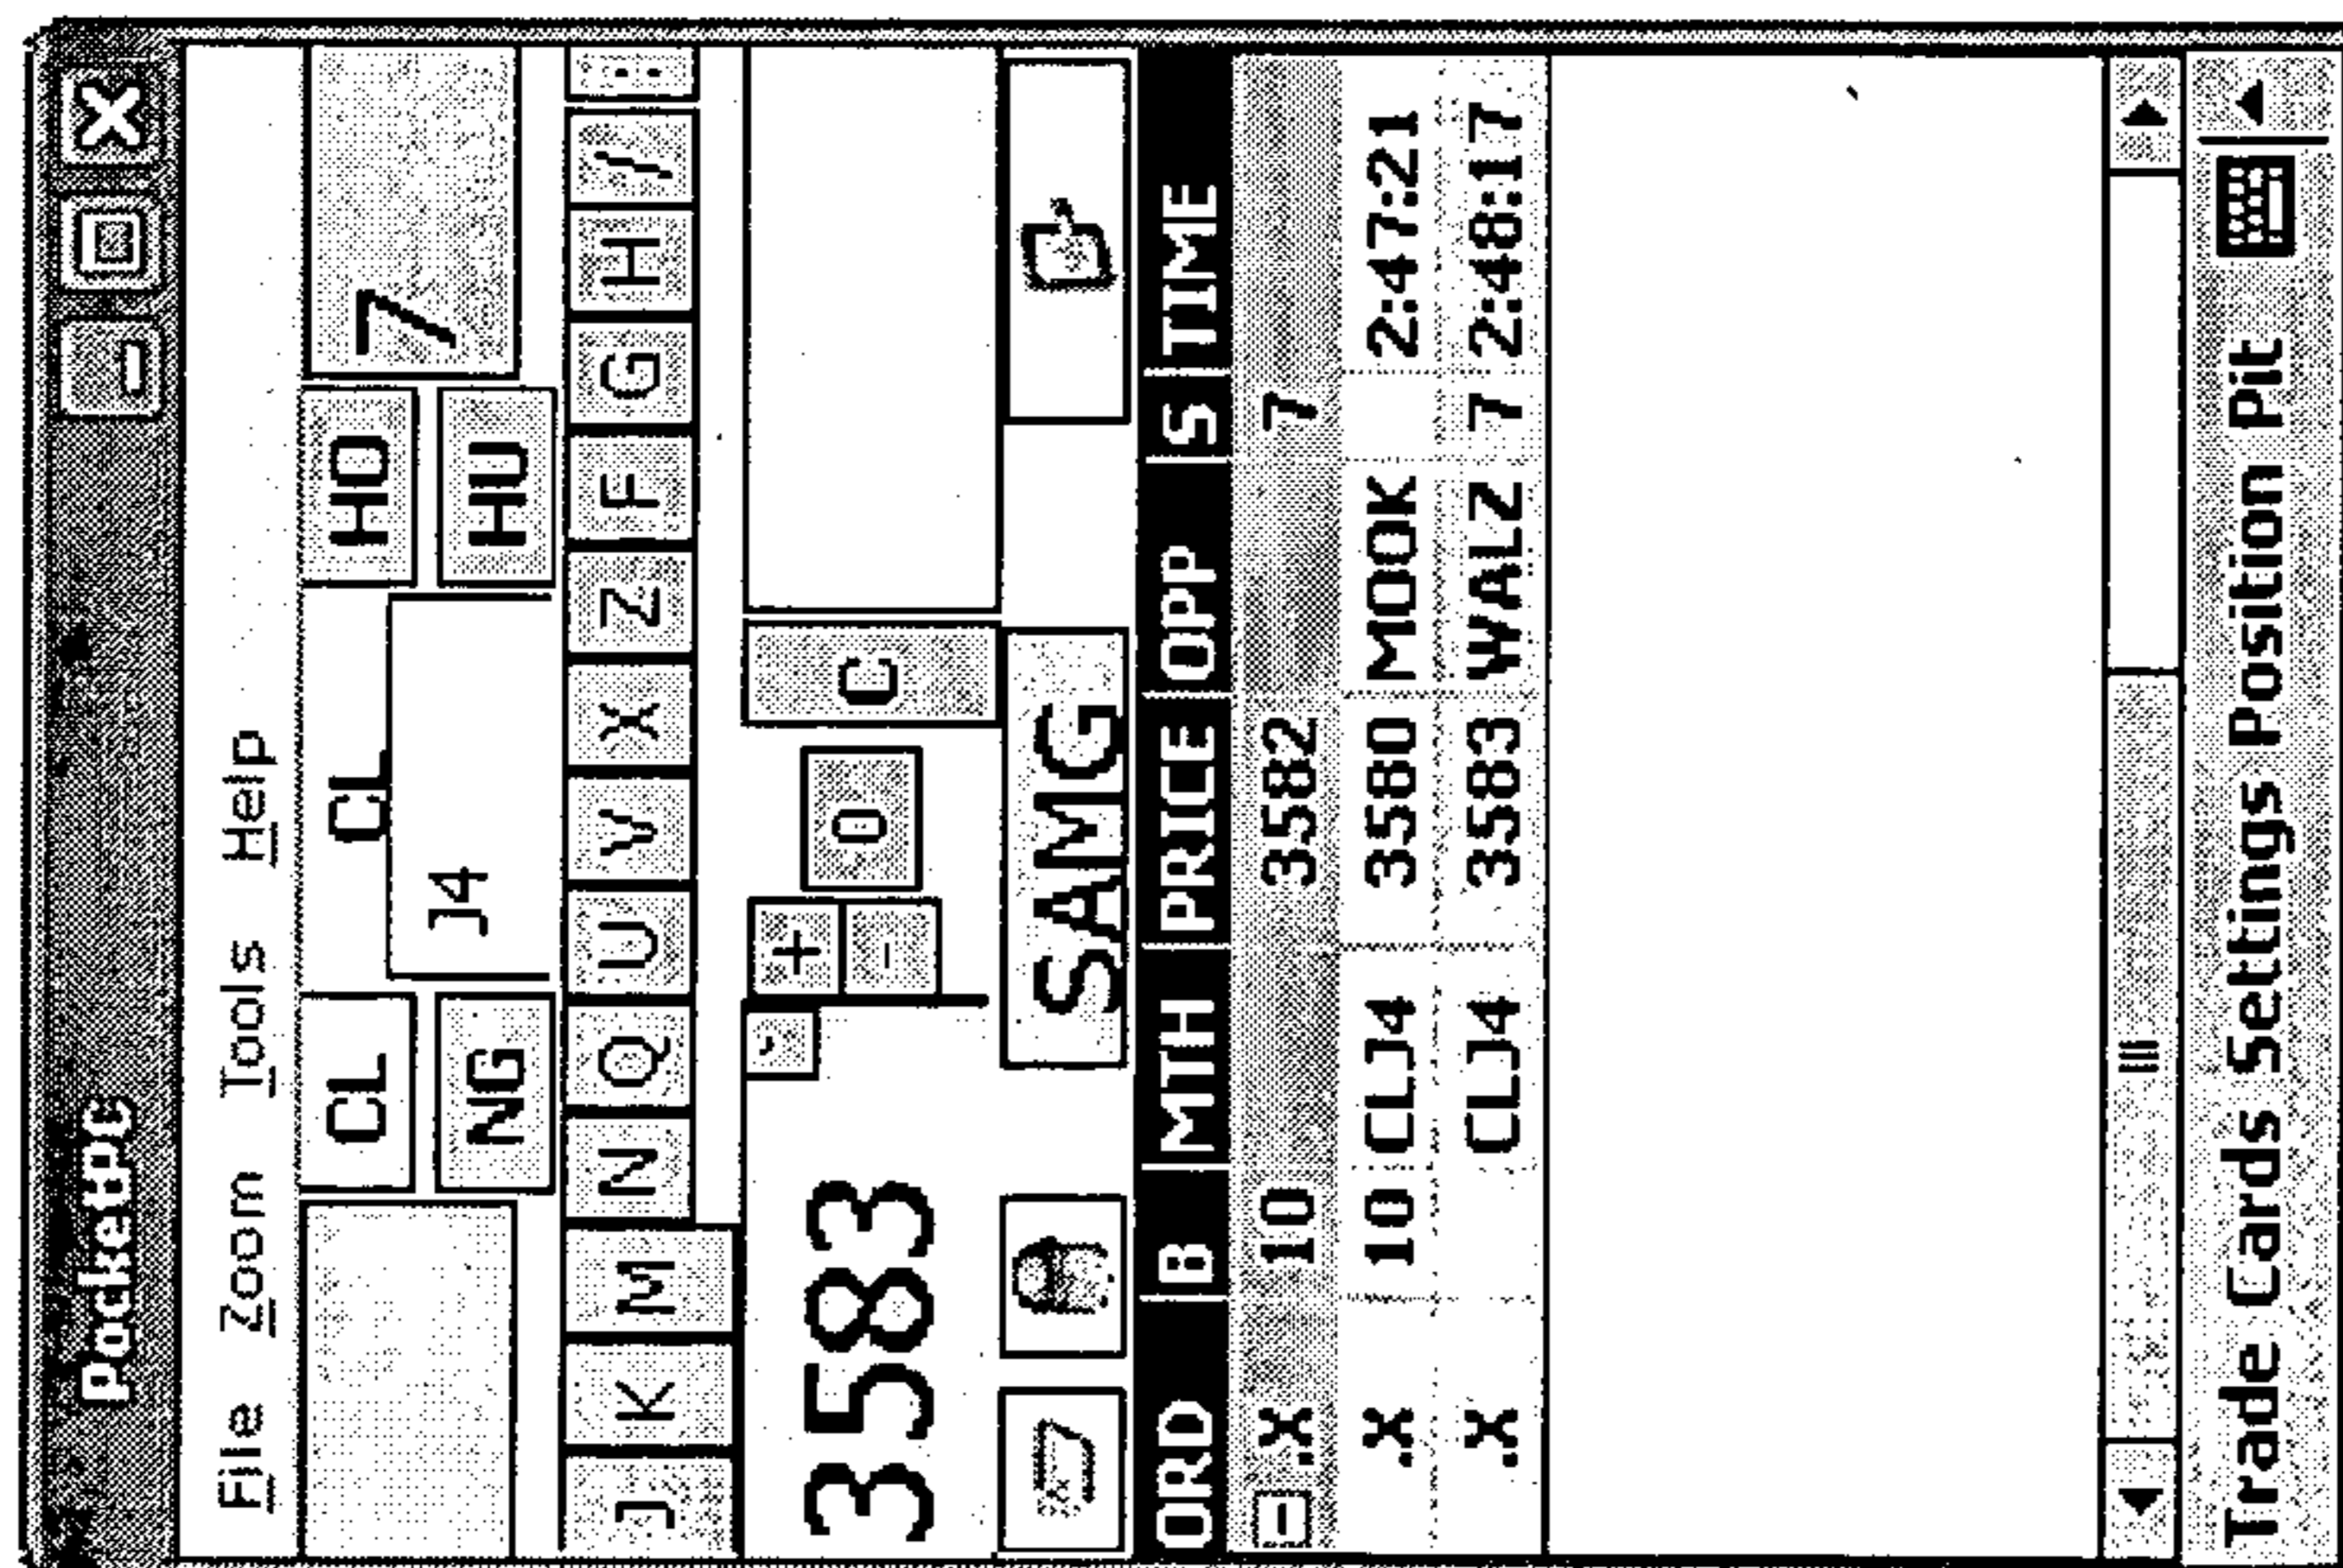 PocketPC
File Zoom Tools Help
CL CL HO 7
NG J4 HU
J K M N Q U V X Z F G H / :
3583 + - 0 C
SAMG
ORD B MTH PRICE OPP S TIME
.X 10 3582 7
.X 10 CLJ4 3580 MOOK 2:47:21
.X CLJ4 3583 WALZ 7 2:48:17
Trade Cards Settings Position Pit